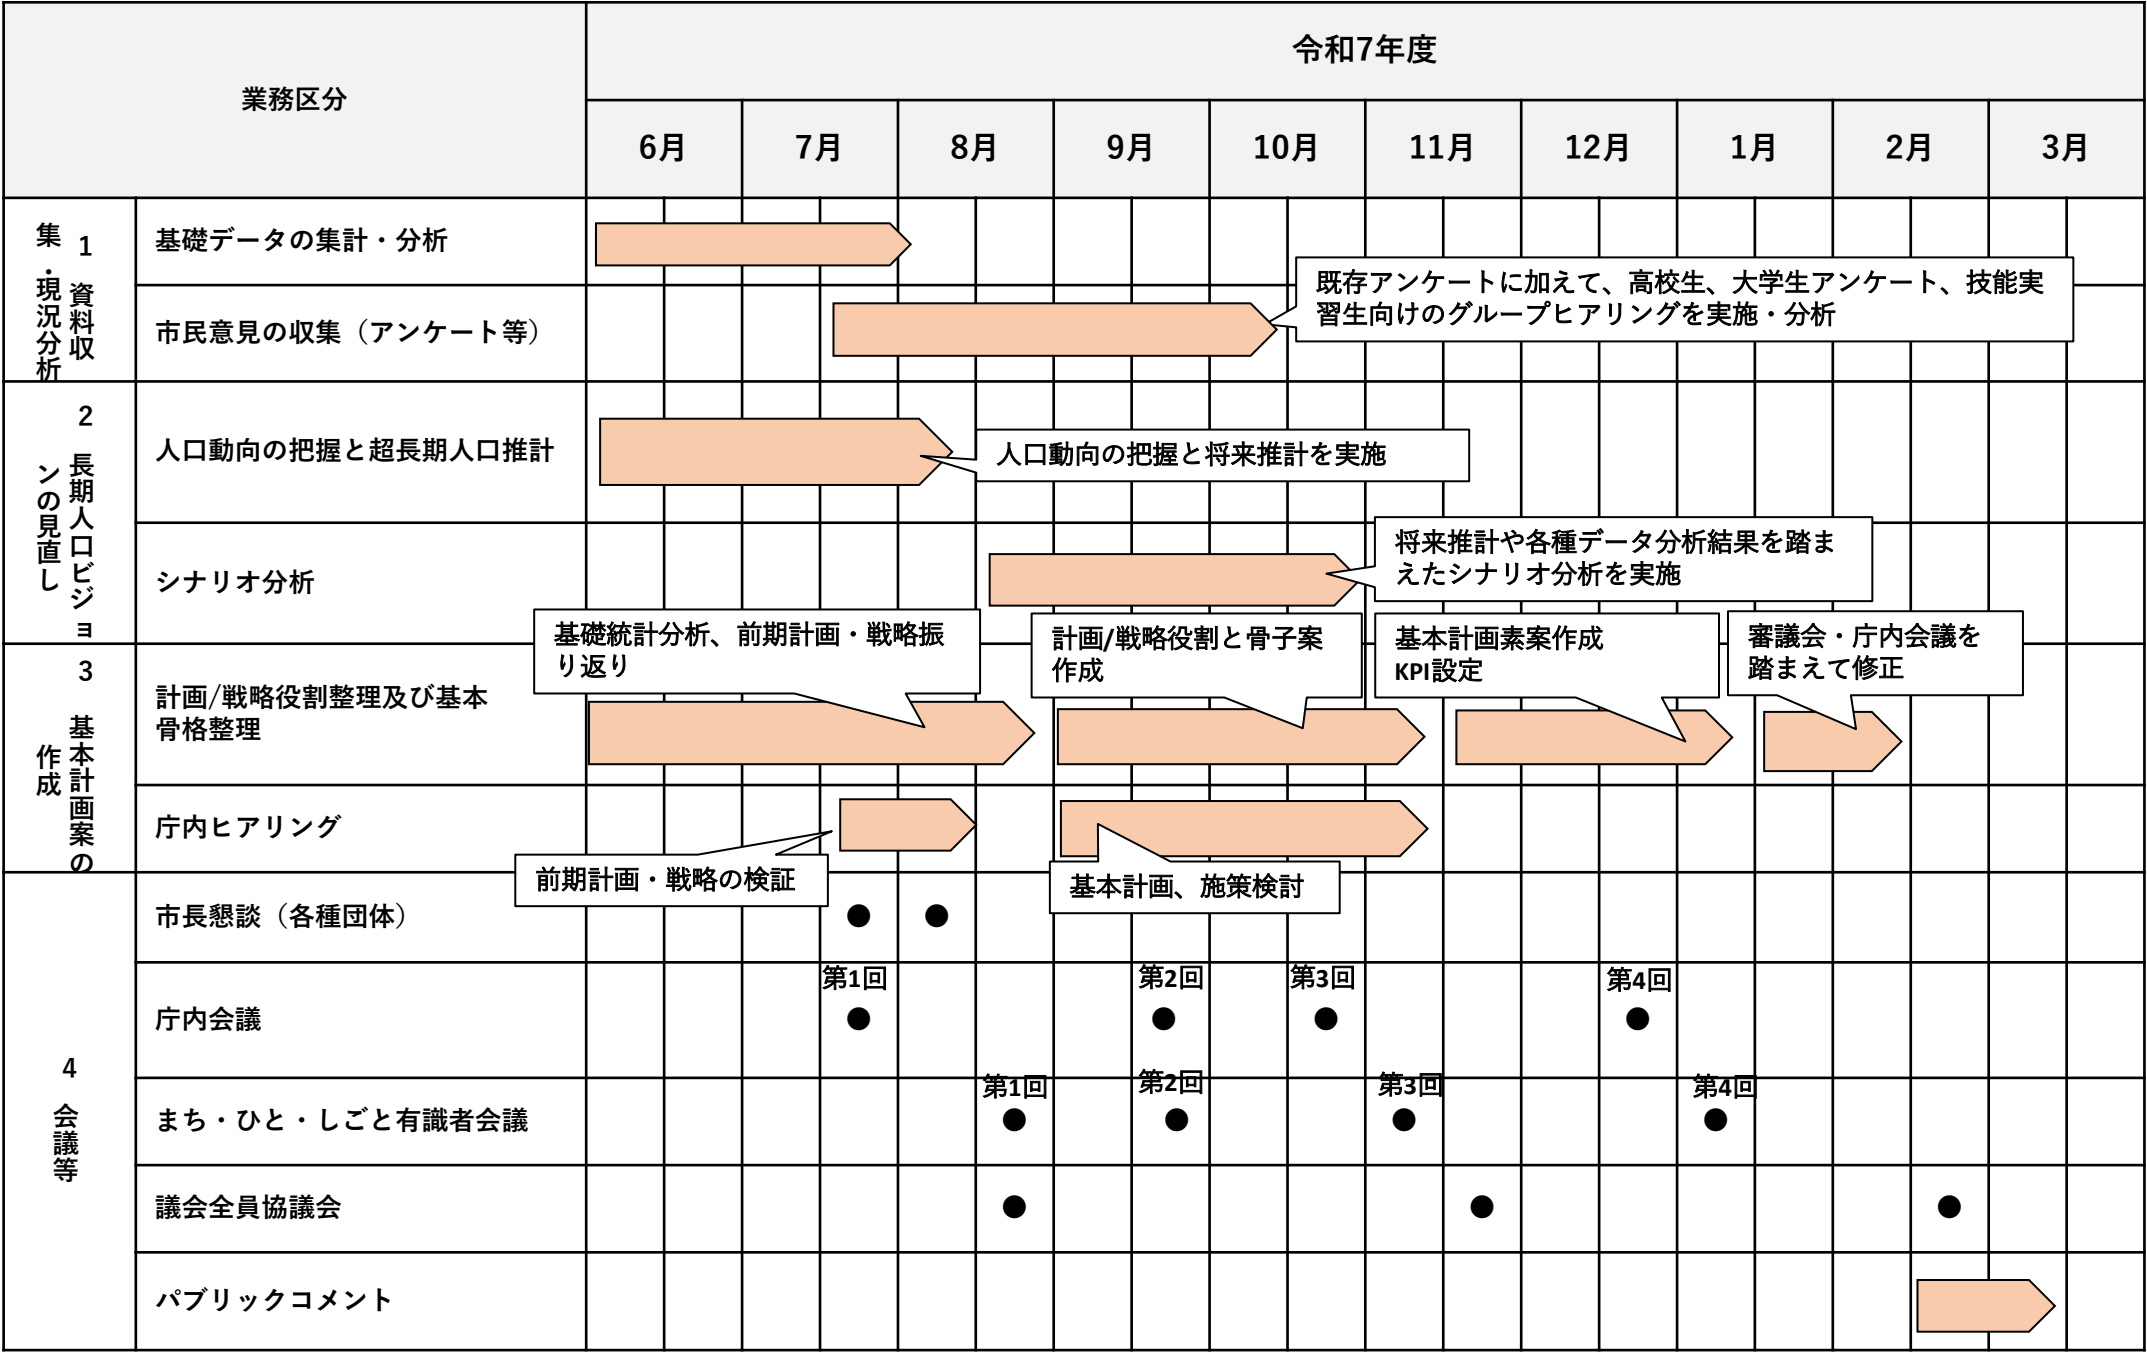 業務区分
令和7年度
6月
7月
8月
9月
10月
11月
12月
1月
2月
3月
1 資料収
集・現況分析
基礎データの集計・分析
既存アンケートに加えて、高校生、大学生アンケート、技能実
習生向けのグループヒアリングを実施・分析
市民意見の収集（アンケート等）
2 長期人口ビジョ
ンの見直し
人口動向の把握と超長期人口推計
人口動向の把握と将来推計を実施
シナリオ分析
将来推計や各種データ分析結果を踏ま
えたシナリオ分析を実施
3 基本計画案の
作成
計画/戦略役割整理及び基本
骨格整理
基礎統計分析、前期計画・戦略振
り返り
計画/戦略役割と骨子案
作成
基本計画素案作成
KPI設定
審議会・庁内会議を
踏まえて修正
庁内ヒアリング
前期計画・戦略の検証
基本計画、施策検討
4 会議等
市長懇談（各種団体）
庁内会議
第1回
第2回
第3回
第4回
まち・ひと・しごと有識者会議
第1回
第2回
第3回
第4回
議会全員協議会
パブリックコメント